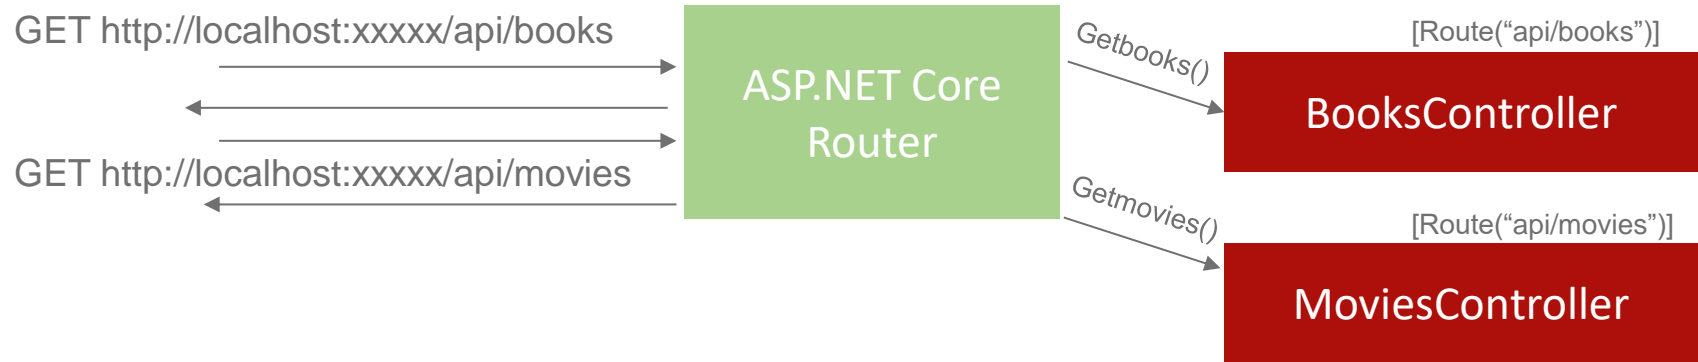 GET http://localhost:xxxxx/api/books
GET http://localhost:xxxxx/api/movies
ASP.NET Core
Router
Getbooks()
Getmovies()
[Route(“api/books”)]
BooksController
[Route(“api/movies”)]
MoviesController